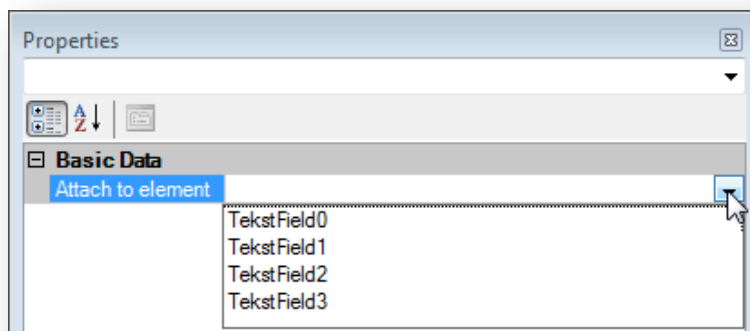 Properties
A
Z
Basic Data
Attach to element
TekstField0
TekstField1
TekstField2
TekstField3